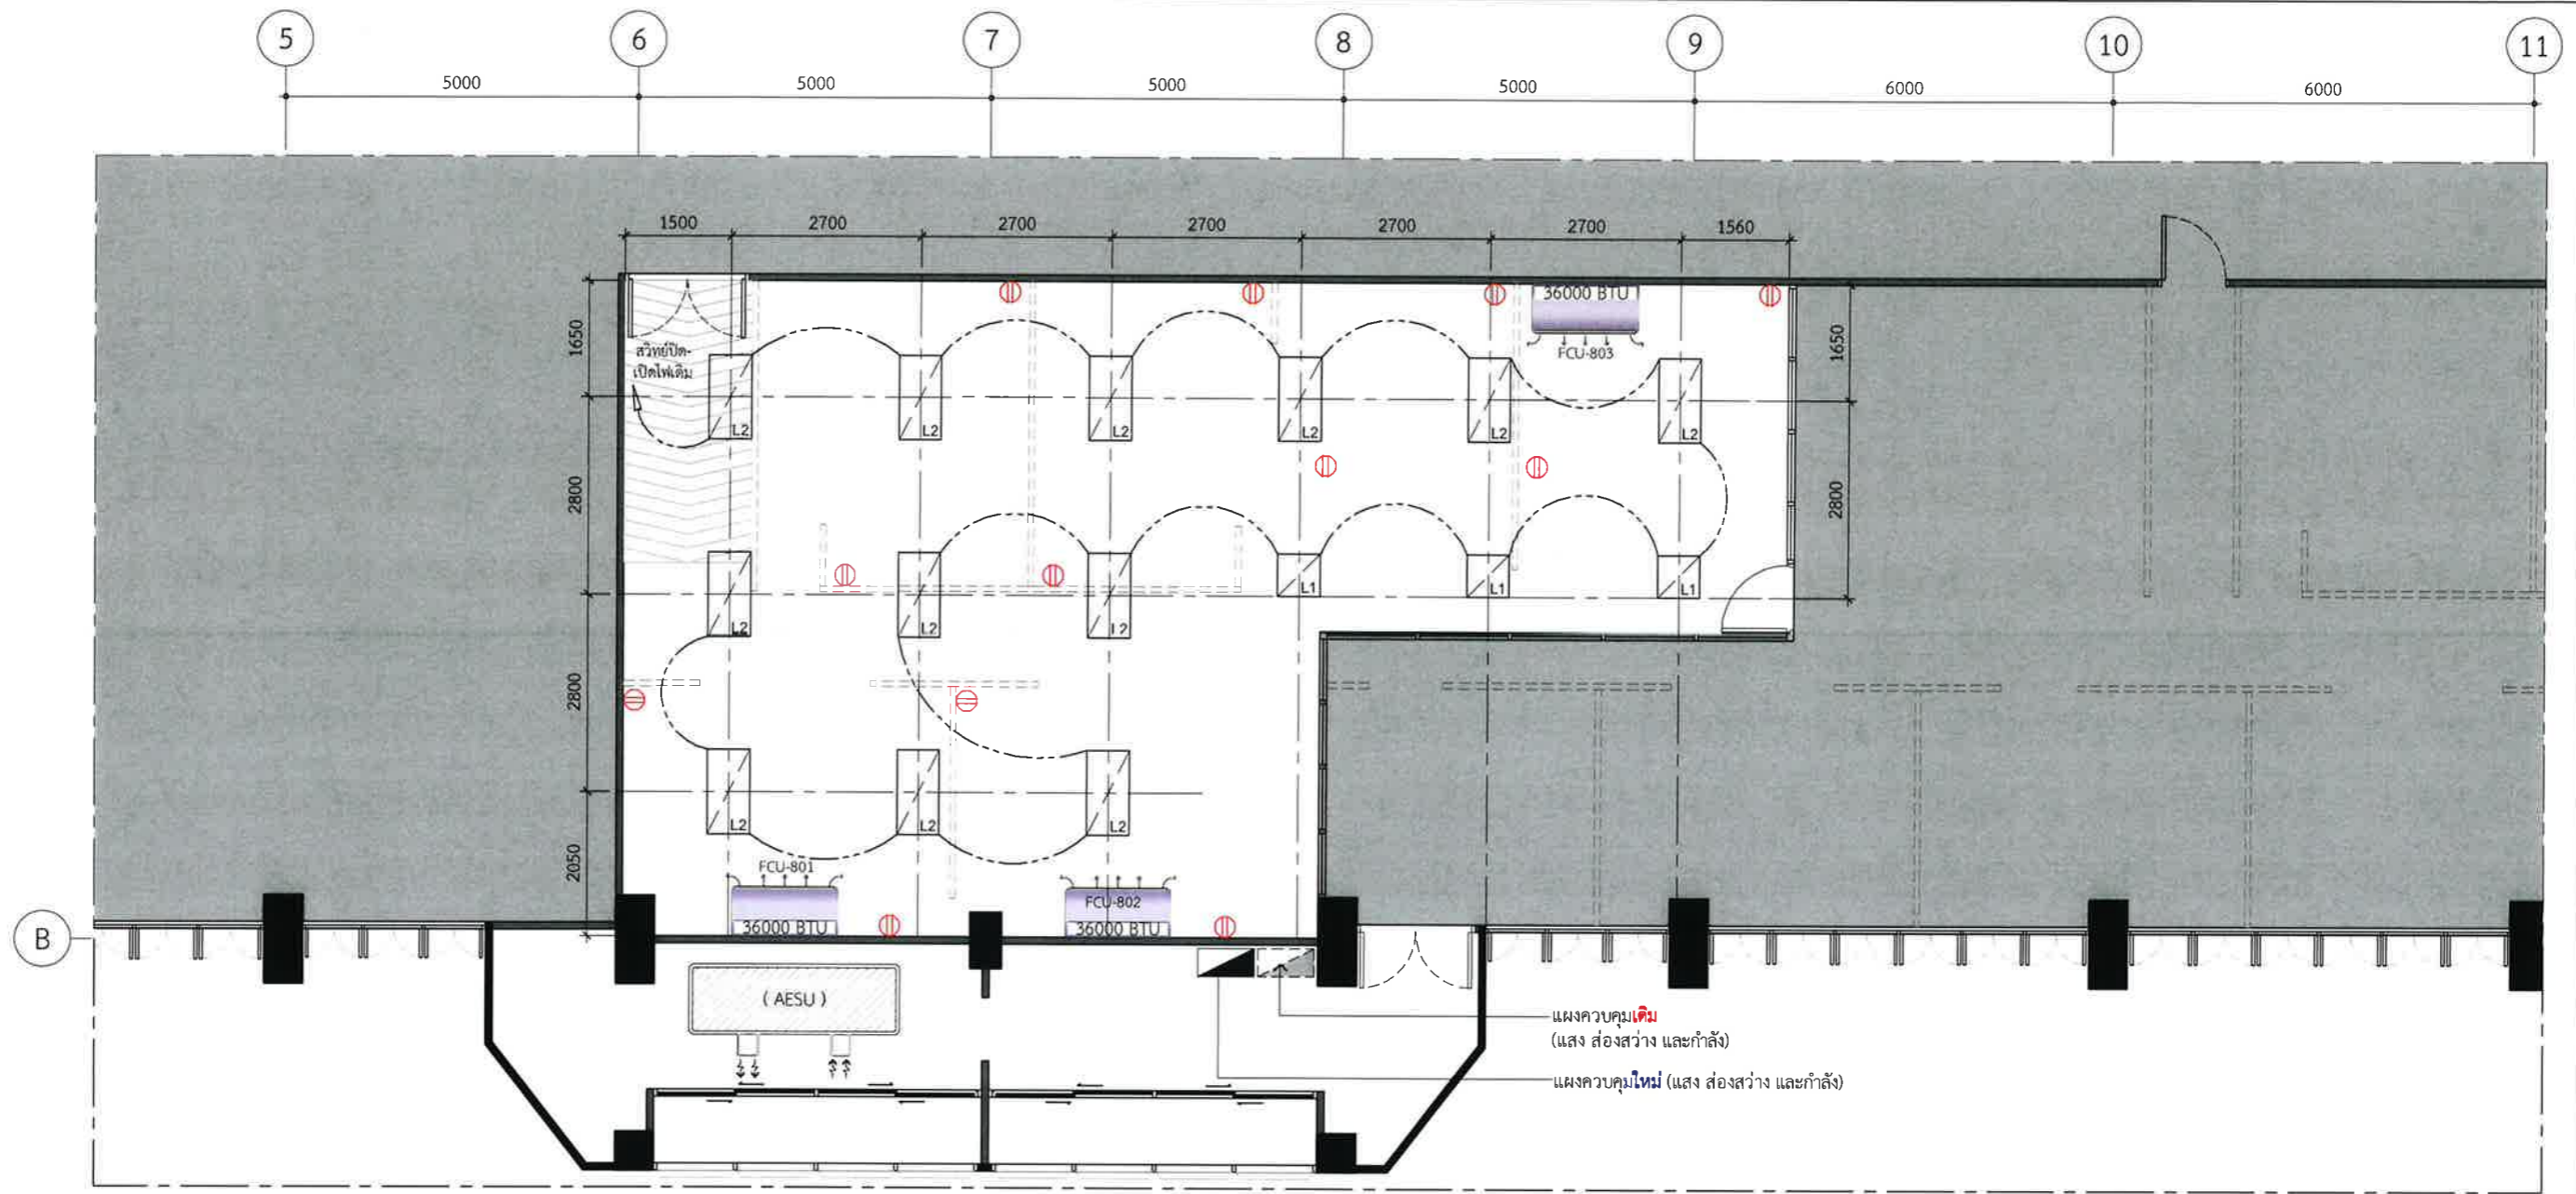 5 6 7 8 9 10 11
5000 5000 5000 5000 6000 6000
1500 2700 2700 2700 2700 2700 1560
36000 BTU
FCU-803
1650
1650
สวิทย์ปิด-
เปิดไฟเดิม
L2 L2 L2 L2 L2 L2
2800
2800
L1 L1 L1
L2 L2 L2
2800
L2 L2 L2
2050
FCU-801
FCU-802
36000 BTU 36000 BTU
B
( AESU )
แผงควบคุมเดิม
(แสง ส่องสว่าง และกำลัง)
แผงควบคุมใหม่ (แสง ส่องสว่าง และกำลัง)